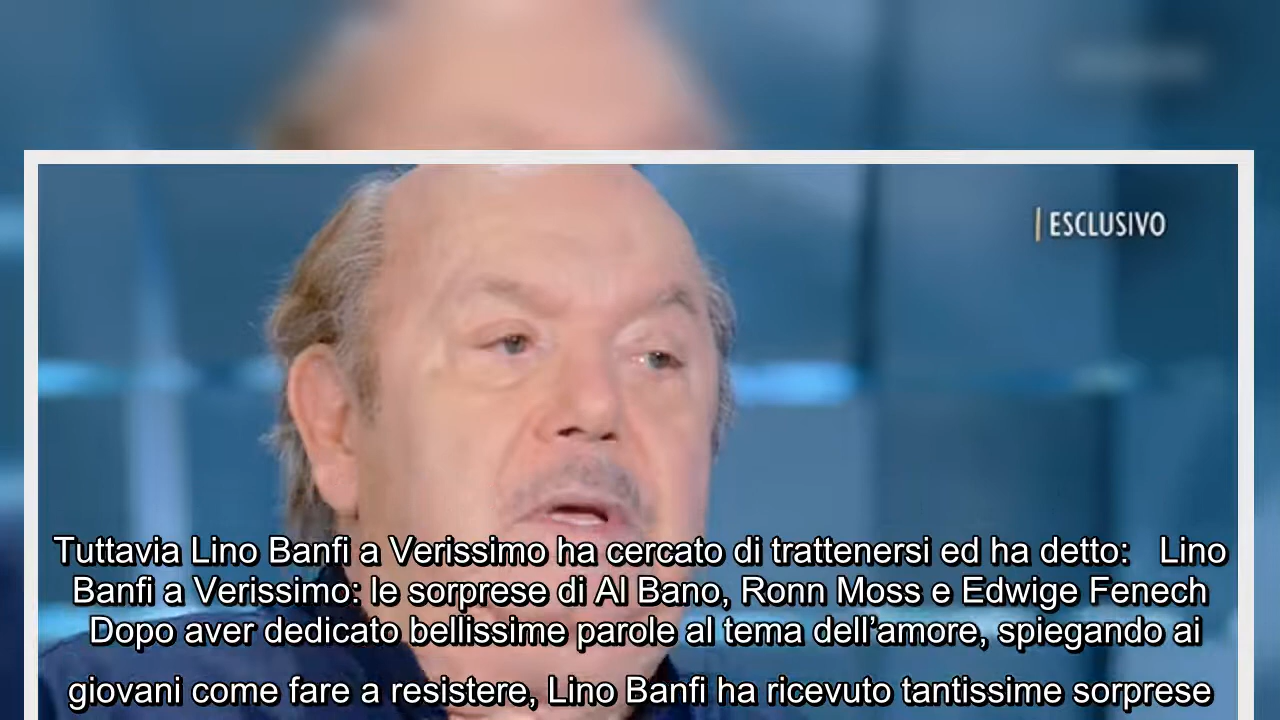 ESCLUSIVO
Tuttavia Lino Banfi a Verissimo ha cercato di trattenersi ed ha detto: Lino
Banfi a Verissimo: le sorprese di Al Bano, Ronn Moss e Edwige Fenech
Dopo aver dedicato bellissime parole al tema dell’amore, spiegando ai
giovani come fare a resistere, Lino Banfi ha ricevuto tantissime sorprese